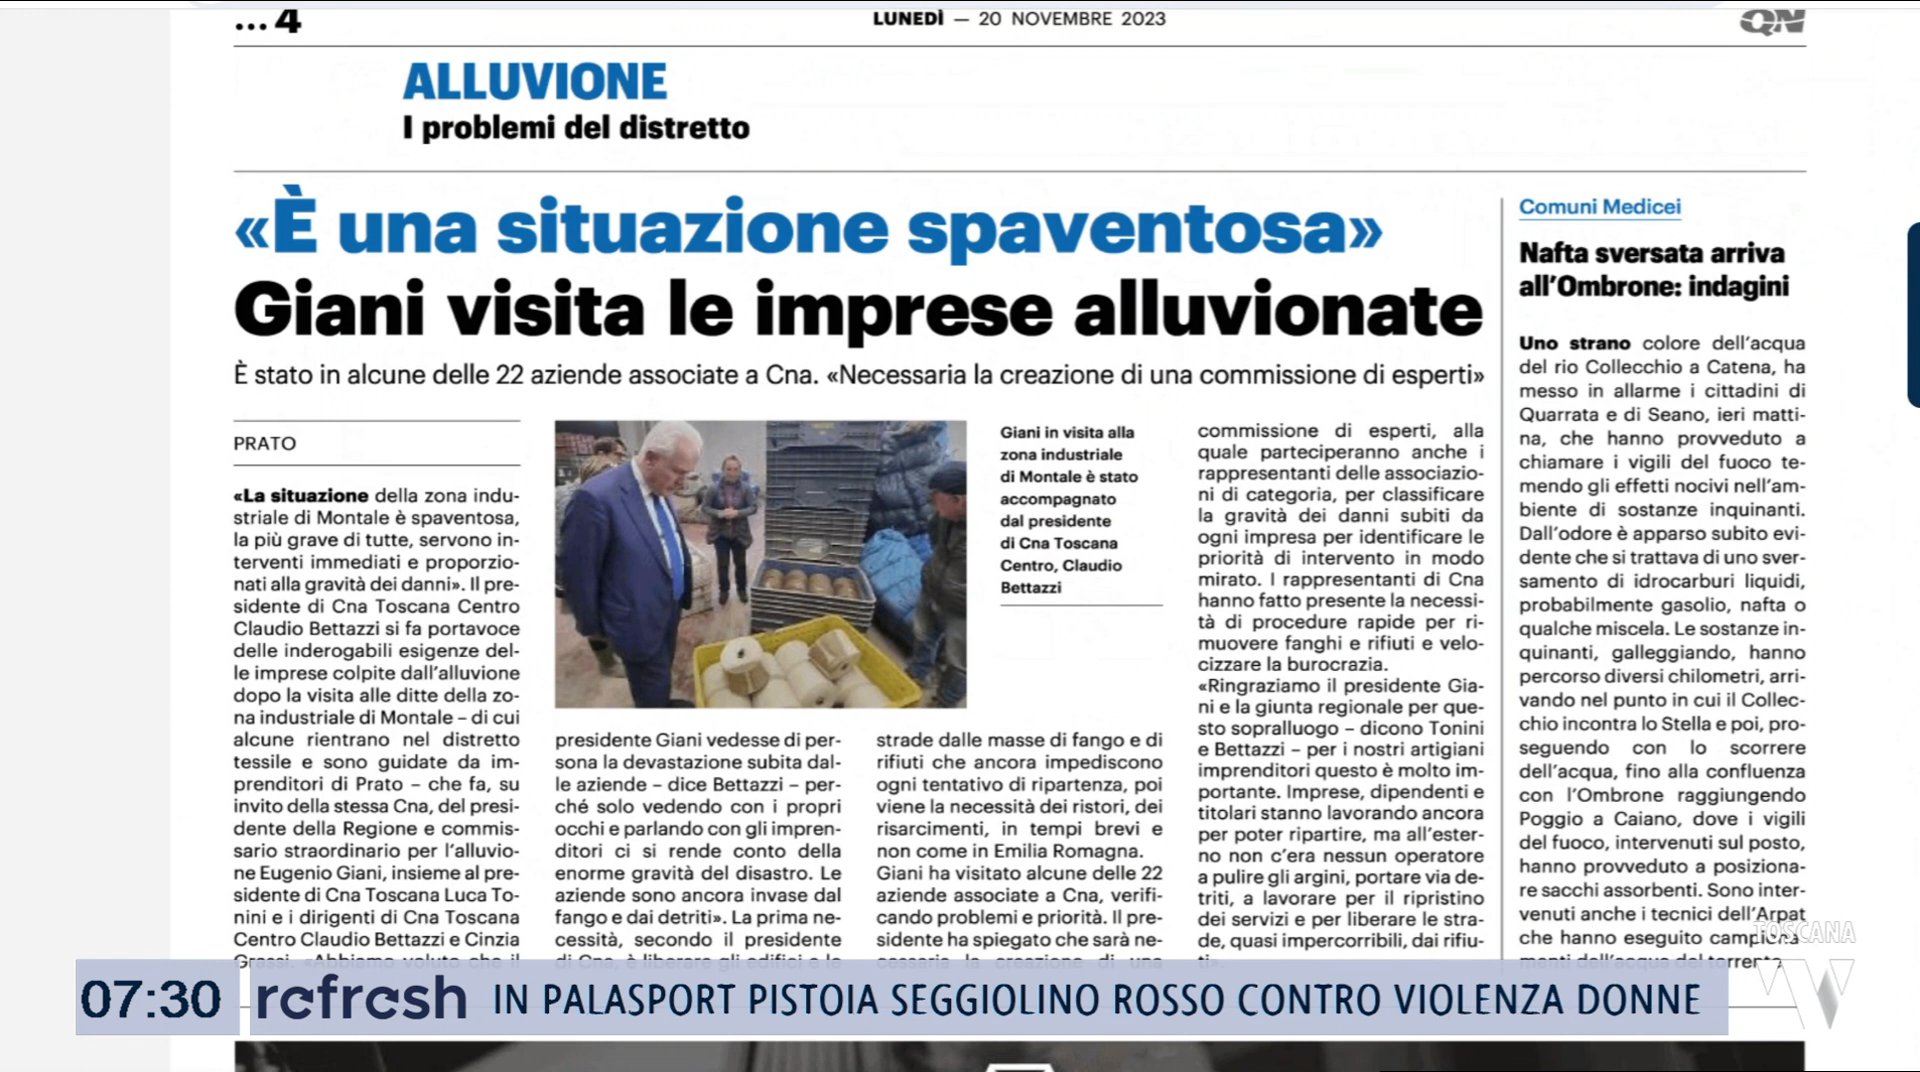 ...4
LUNEDÌ — 20 NOVEMBRE 2023
QN
ALLUVIONE
I problemi del distretto
«È una situazione spaventosa»
Giani visita le imprese alluvionate
È stato in alcune delle 22 aziende associate a Cna. «Necessaria la creazione di una commissione di esperti»
PRATO
«La situazione della zona indu-
striale di Montale è spaventosa,
la più grave di tutte, servono in-
terventi immediati e proporzio-
nati alla gravità dei danni». Il pre-
sidente di Cna Toscana Centro
Claudio Bettazzi si fa portavoce
delle inderogabili esigenze del-
le imprese colpite dall'alluvione
dopo la visita alle ditte della zo-
na industriale di Montale – di cui
alcune rientrano nel distretto
tessile e sono guidate da im-
prenditori di Prato – che fa, su
invito della stessa Cna, del presi-
dente della Regione e commis-
sario straordinario per l'alluvio-
ne Eugenio Giani, insieme al pre-
sidente di Cna Toscana Luca To-
nini e i dirigenti di Cna Toscana
Centro Claudio Bettazzi e Cinzia
Grassi. «Abbiamo voluto che il
presidente Giani vedesse di per-
sona la devastazione subita dal-
le aziende – dice Bettazzi – per-
ché solo vedendo con i propri
occhi e parlando con gli impren-
ditori ci si rende conto della
enorme gravità del disastro. Le
aziende sono ancora invase dal
fango e dai detriti». La prima ne-
cessità, secondo il presidente
di Cna, è liberare gli edifici e le
strade dalle masse di fango e di
rifiuti che ancora impediscono
ogni tentativo di ripartenza, poi
viene la necessità dei ristori, dei
risarcimenti, in tempi brevi e
non come in Emilia Romagna.
Giani ha visitato alcune delle 22
aziende associate a Cna, verifi-
cando problemi e priorità. Il pre-
sidente ha spiegato che sarà ne-
cessaria la creazione di una
Giani in visita alla
zona industriale
di Montale è stato
accompagnato
dal presidente
di Cna Toscana
Centro, Claudio
Bettazzi
commissione di esperti, alla
quale parteciperanno anche i
rappresentanti delle associazio-
ni di categoria, per classificare
la gravità dei danni subiti da
ogni impresa per identificare le
priorità di intervento in modo
mirato. I rappresentanti di Cna
hanno fatto presente la necessi-
tà di procedure rapide per ri-
muovere fanghi e rifiuti e velo-
cizzare la burocrazia.
«Ringraziamo il presidente Gia-
ni e la giunta regionale per que-
sto sopralluogo – dicono Tonini
e Bettazzi – per i nostri artigiani
imprenditori questo è molto im-
portante. Imprese, dipendenti e
titolari stanno lavorando ancora
per poter ripartire, ma all'ester-
no non c'era nessun operatore
a pulire gli argini, portare via de-
triti, a lavorare per il ripristino
dei servizi e per liberare le stra-
de, quasi impercorribili, dai rifiu-
ti».
Comuni Medicei
Nafta sversata arriva
all'Ombrone: indagini
Uno strano colore dell'acqua
del rio Collecchio a Catena, ha
messo in allarme i cittadini di
Quarrata e di Seano, ieri matti-
na, che hanno provveduto a
chiamare i vigili del fuoco te-
mendo gli effetti nocivi nell'am-
biente di sostanze inquinanti.
Dall'odore è apparso subito evi-
dente che si trattava di uno sver-
samento di idrocarburi liquidi,
probabilmente gasolio, nafta o
qualche miscela. Le sostanze in-
quinanti, galleggiando, hanno
percorso diversi chilometri, arri-
vando nel punto in cui il Collec-
chio incontra lo Stella e poi, pro-
seguendo con lo scorrere
dell'acqua, fino alla confluenza
con l'Ombrone raggiungendo
Poggio a Caiano, dove i vigili
del fuoco, intervenuti sul posto,
hanno provveduto a posiziona-
re sacchi assorbenti. Sono inter-
venuti anche i tecnici dell'Arpat
che hanno eseguito campiona-
menti dell'acqua del torrente.
TOSCANA
TV
07:30 refresh IN PALASPORT PISTOIA SEGGIOLINO ROSSO CONTRO VIOLENZA DONNE